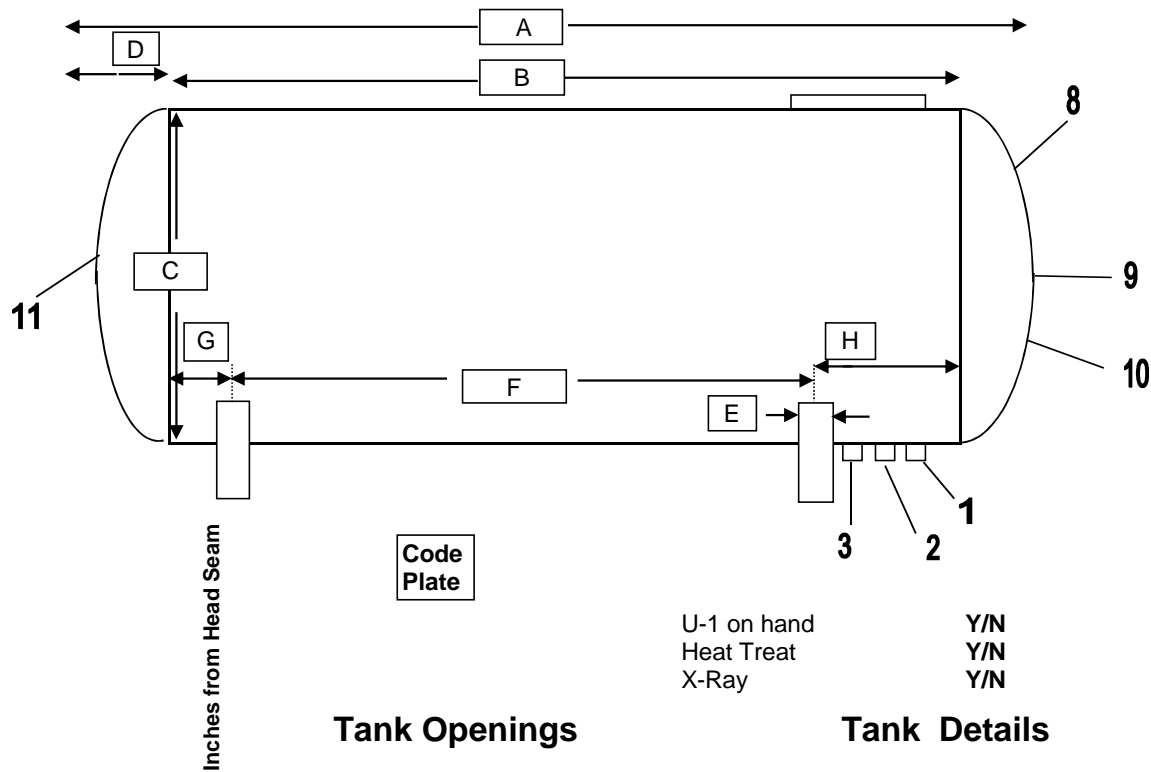 A
D
B
8
C
9
11
G
H
10
F
E
1
3
2
Inches from Head Seam
Code
Plate
U-1 on hand Y/N
Heat Treat Y/N
X-Ray Y/N
Tank Openings
Tank Details